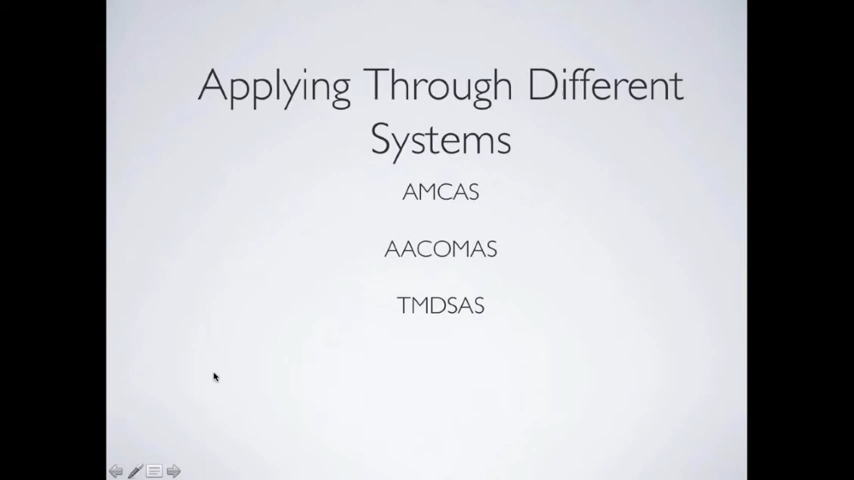 Applying Through Different
Systems
AMCAS
AACOMAS
TMDSAS